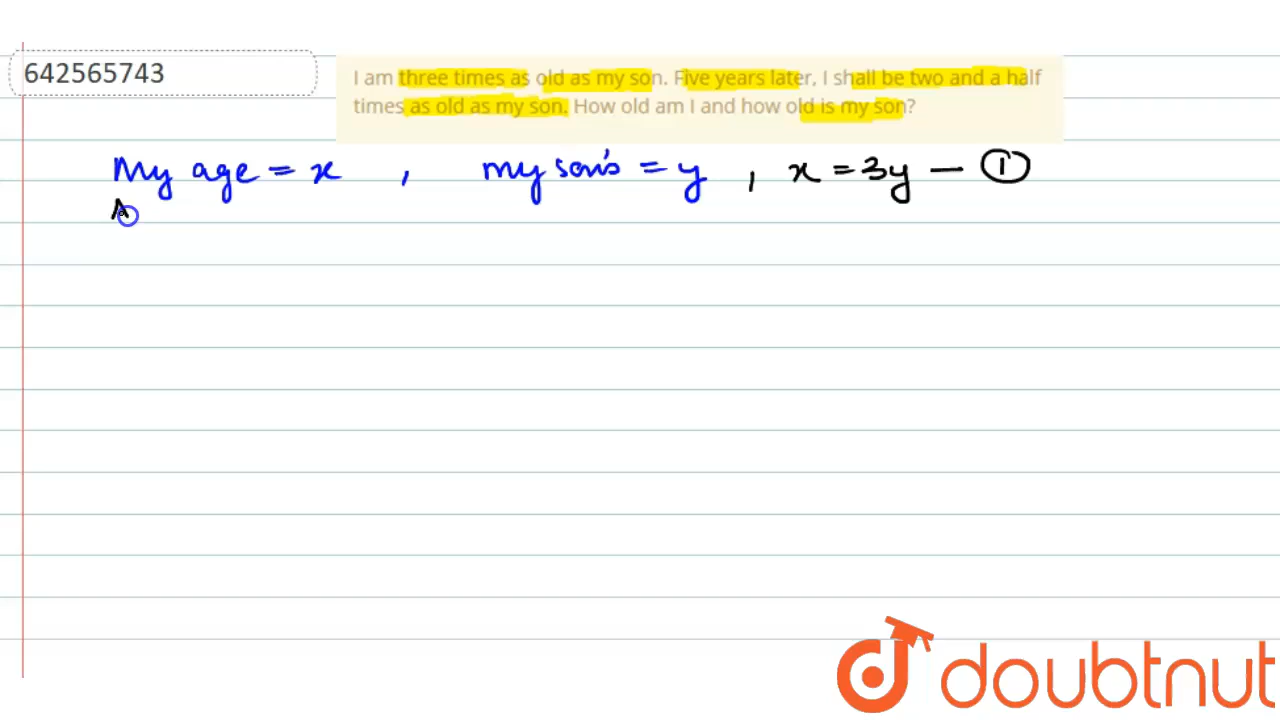 642565743
I am three times as old as my son. Five years later, I shall be two and a half
times as old as my son. How old am I and how old is my son?
My age = x , my son's = y , x = 3y — ①
A
doubtnut